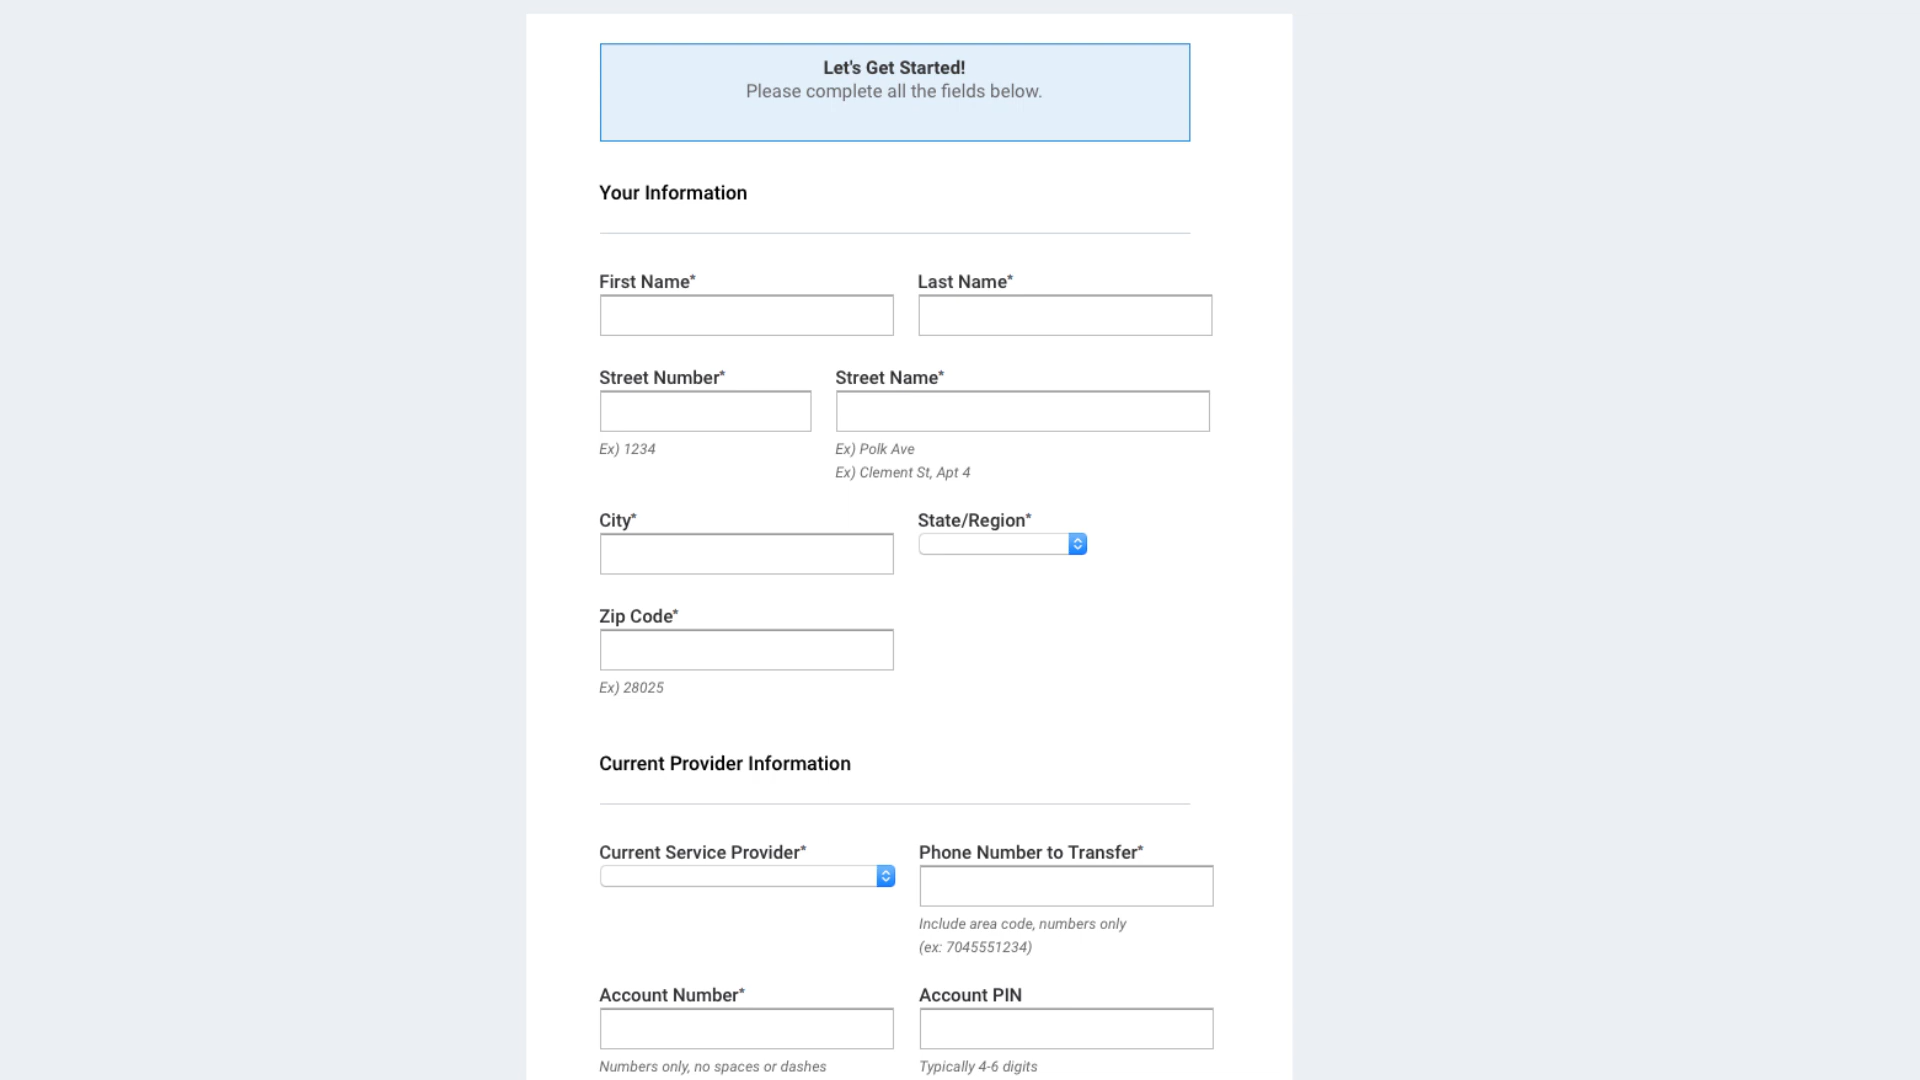 Let's Get Started!
Please complete all the fields below.
Your Information
First Name*
Last Name*
Street Number*
Street Name*
Ex) 1234
Ex) Polk Ave
Ex) Clement St, Apt 4
City*
State/Region*
Zip Code*
Ex) 28025
Current Provider Information
Current Service Provider*
Phone Number to Transfer*
Include area code, numbers only
(ex: 7045551234)
Account Number*
Account PIN
Numbers only, no spaces or dashes
Typically 4-6 digits